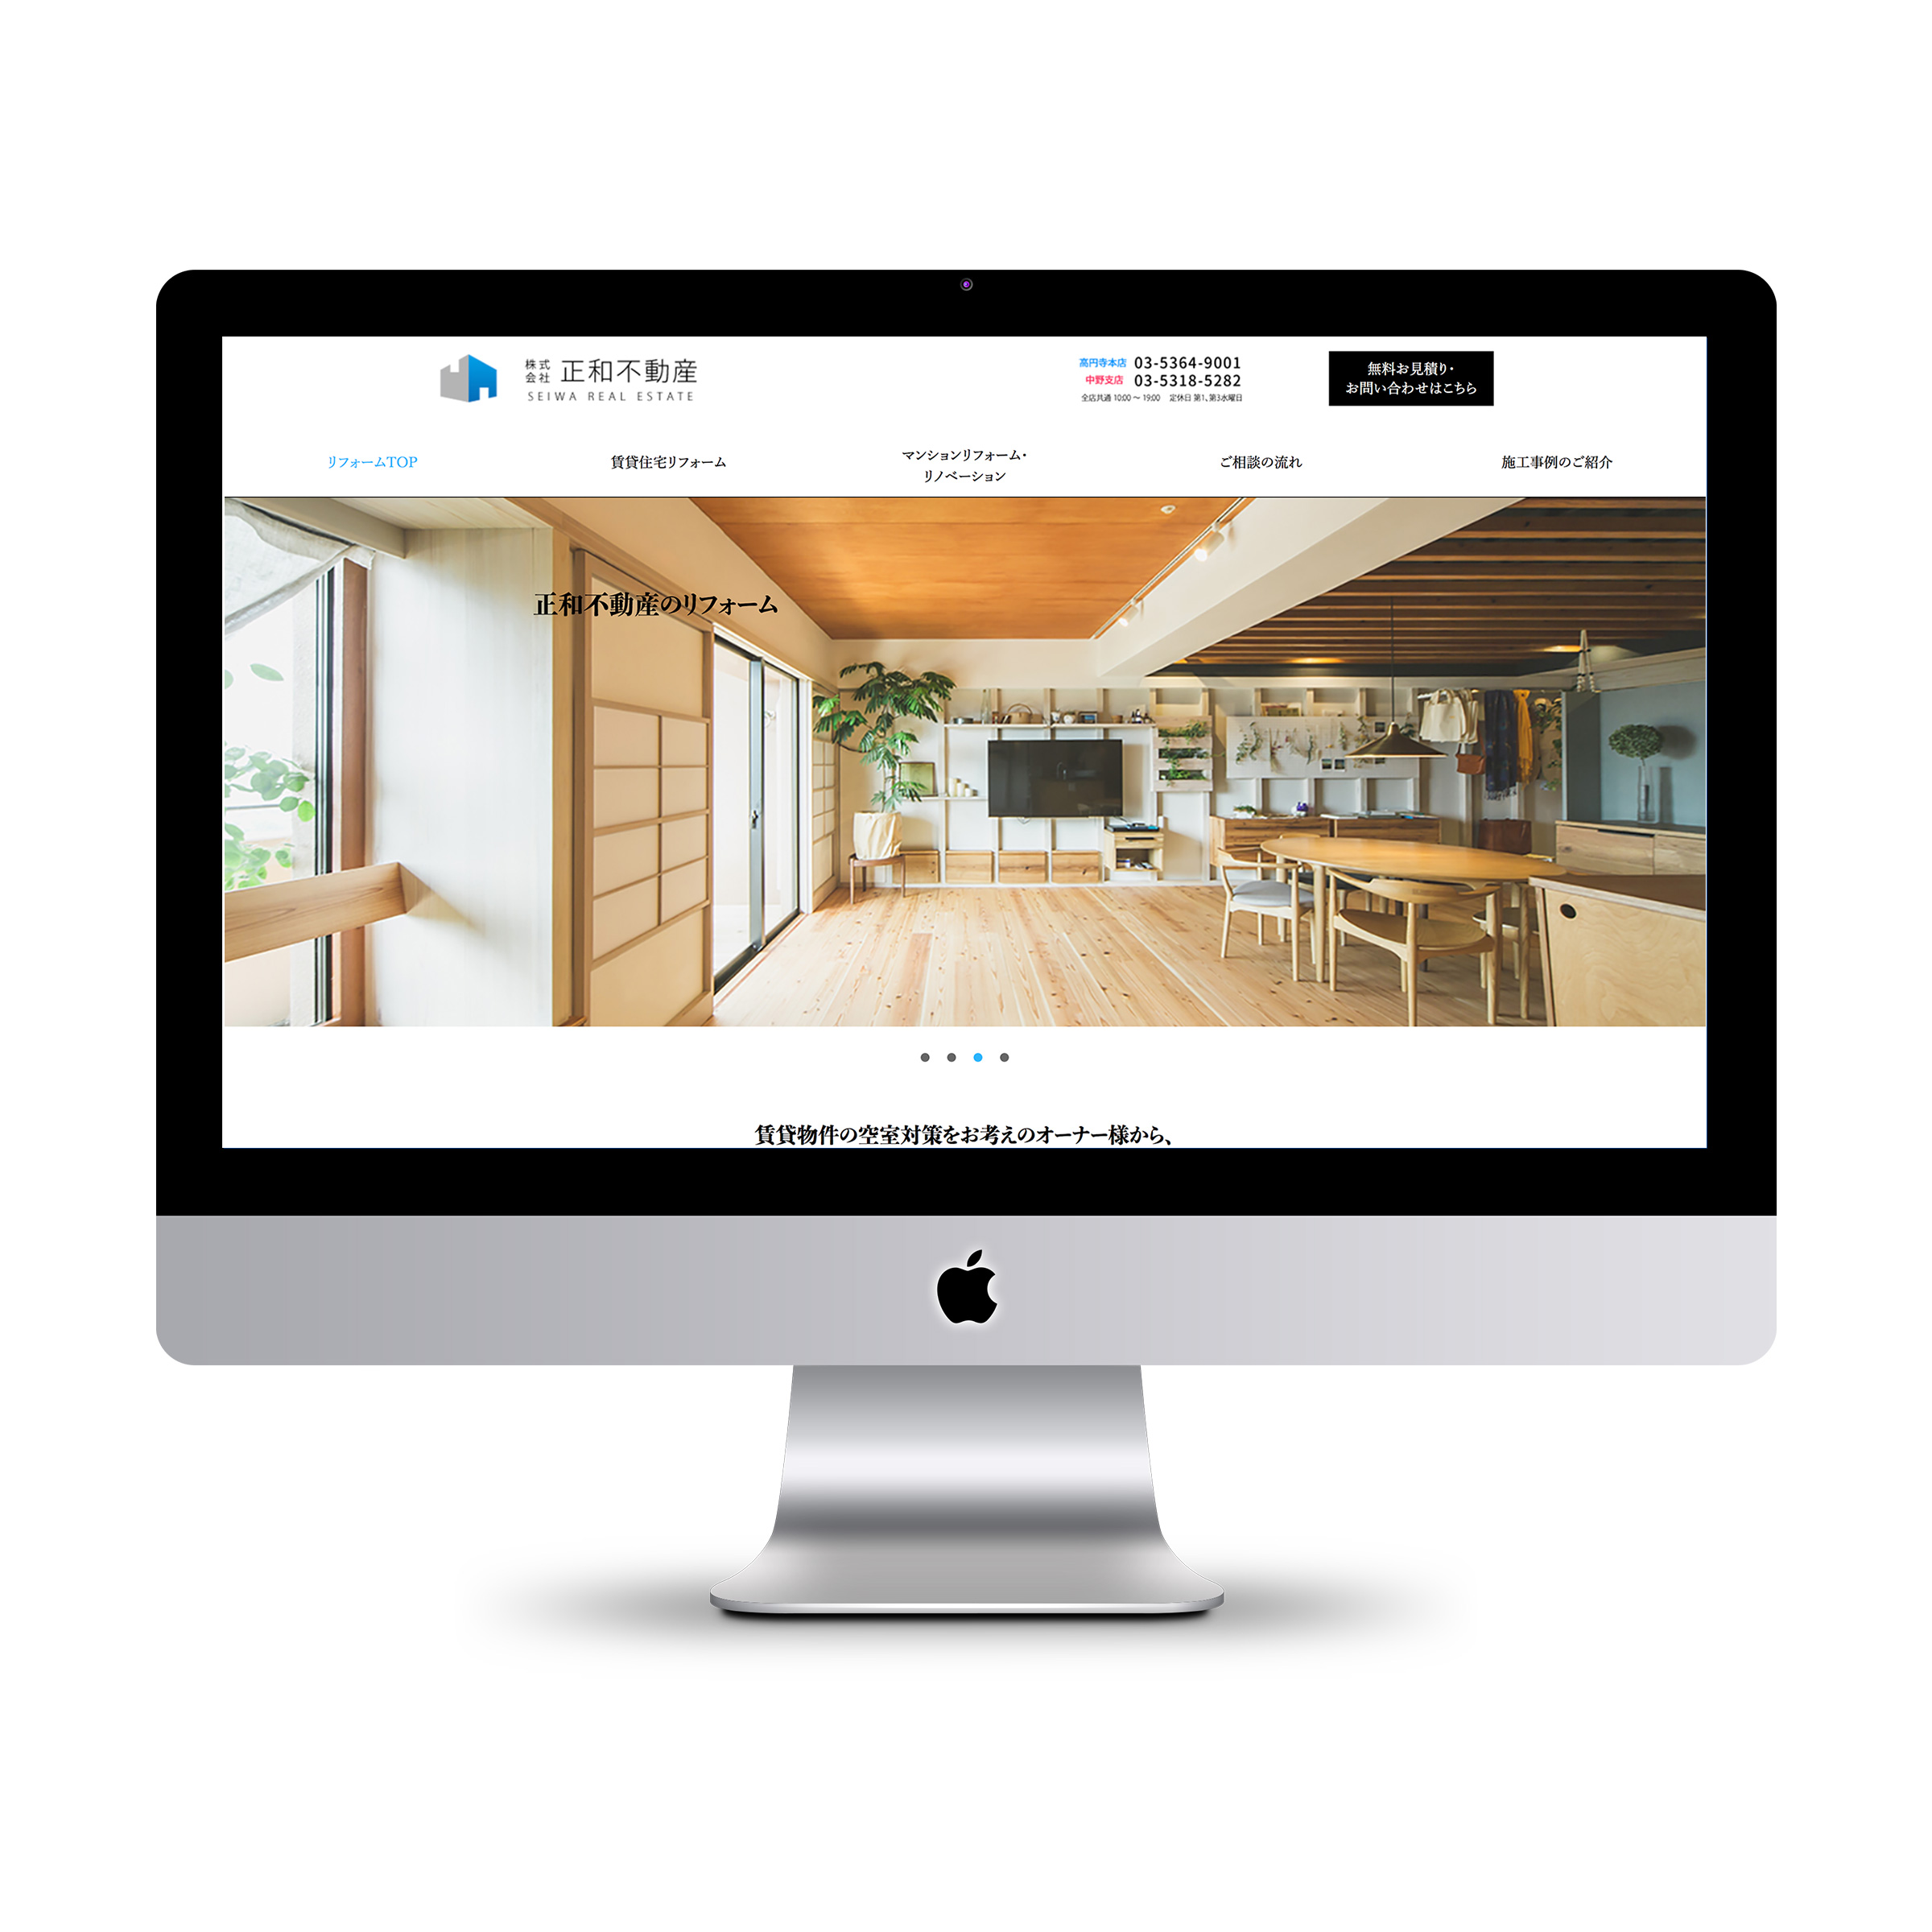 株式会社 正和不動産
SEIWA REAL ESTATE
高円寺本店 03-5364-9001
中野支店 03-5318-5282
全店共通 10:00 〜 19:00 定休日 第1、第3水曜日
無料お見積り・
お問い合わせはこちら
リフォームTOP
賃貸住宅リフォーム
マンションリフォーム・
リノベーション
ご相談の流れ
施工事例のご紹介
正和不動産のリフォーム
賃貸物件の空室対策をお考えのオーナー様から、